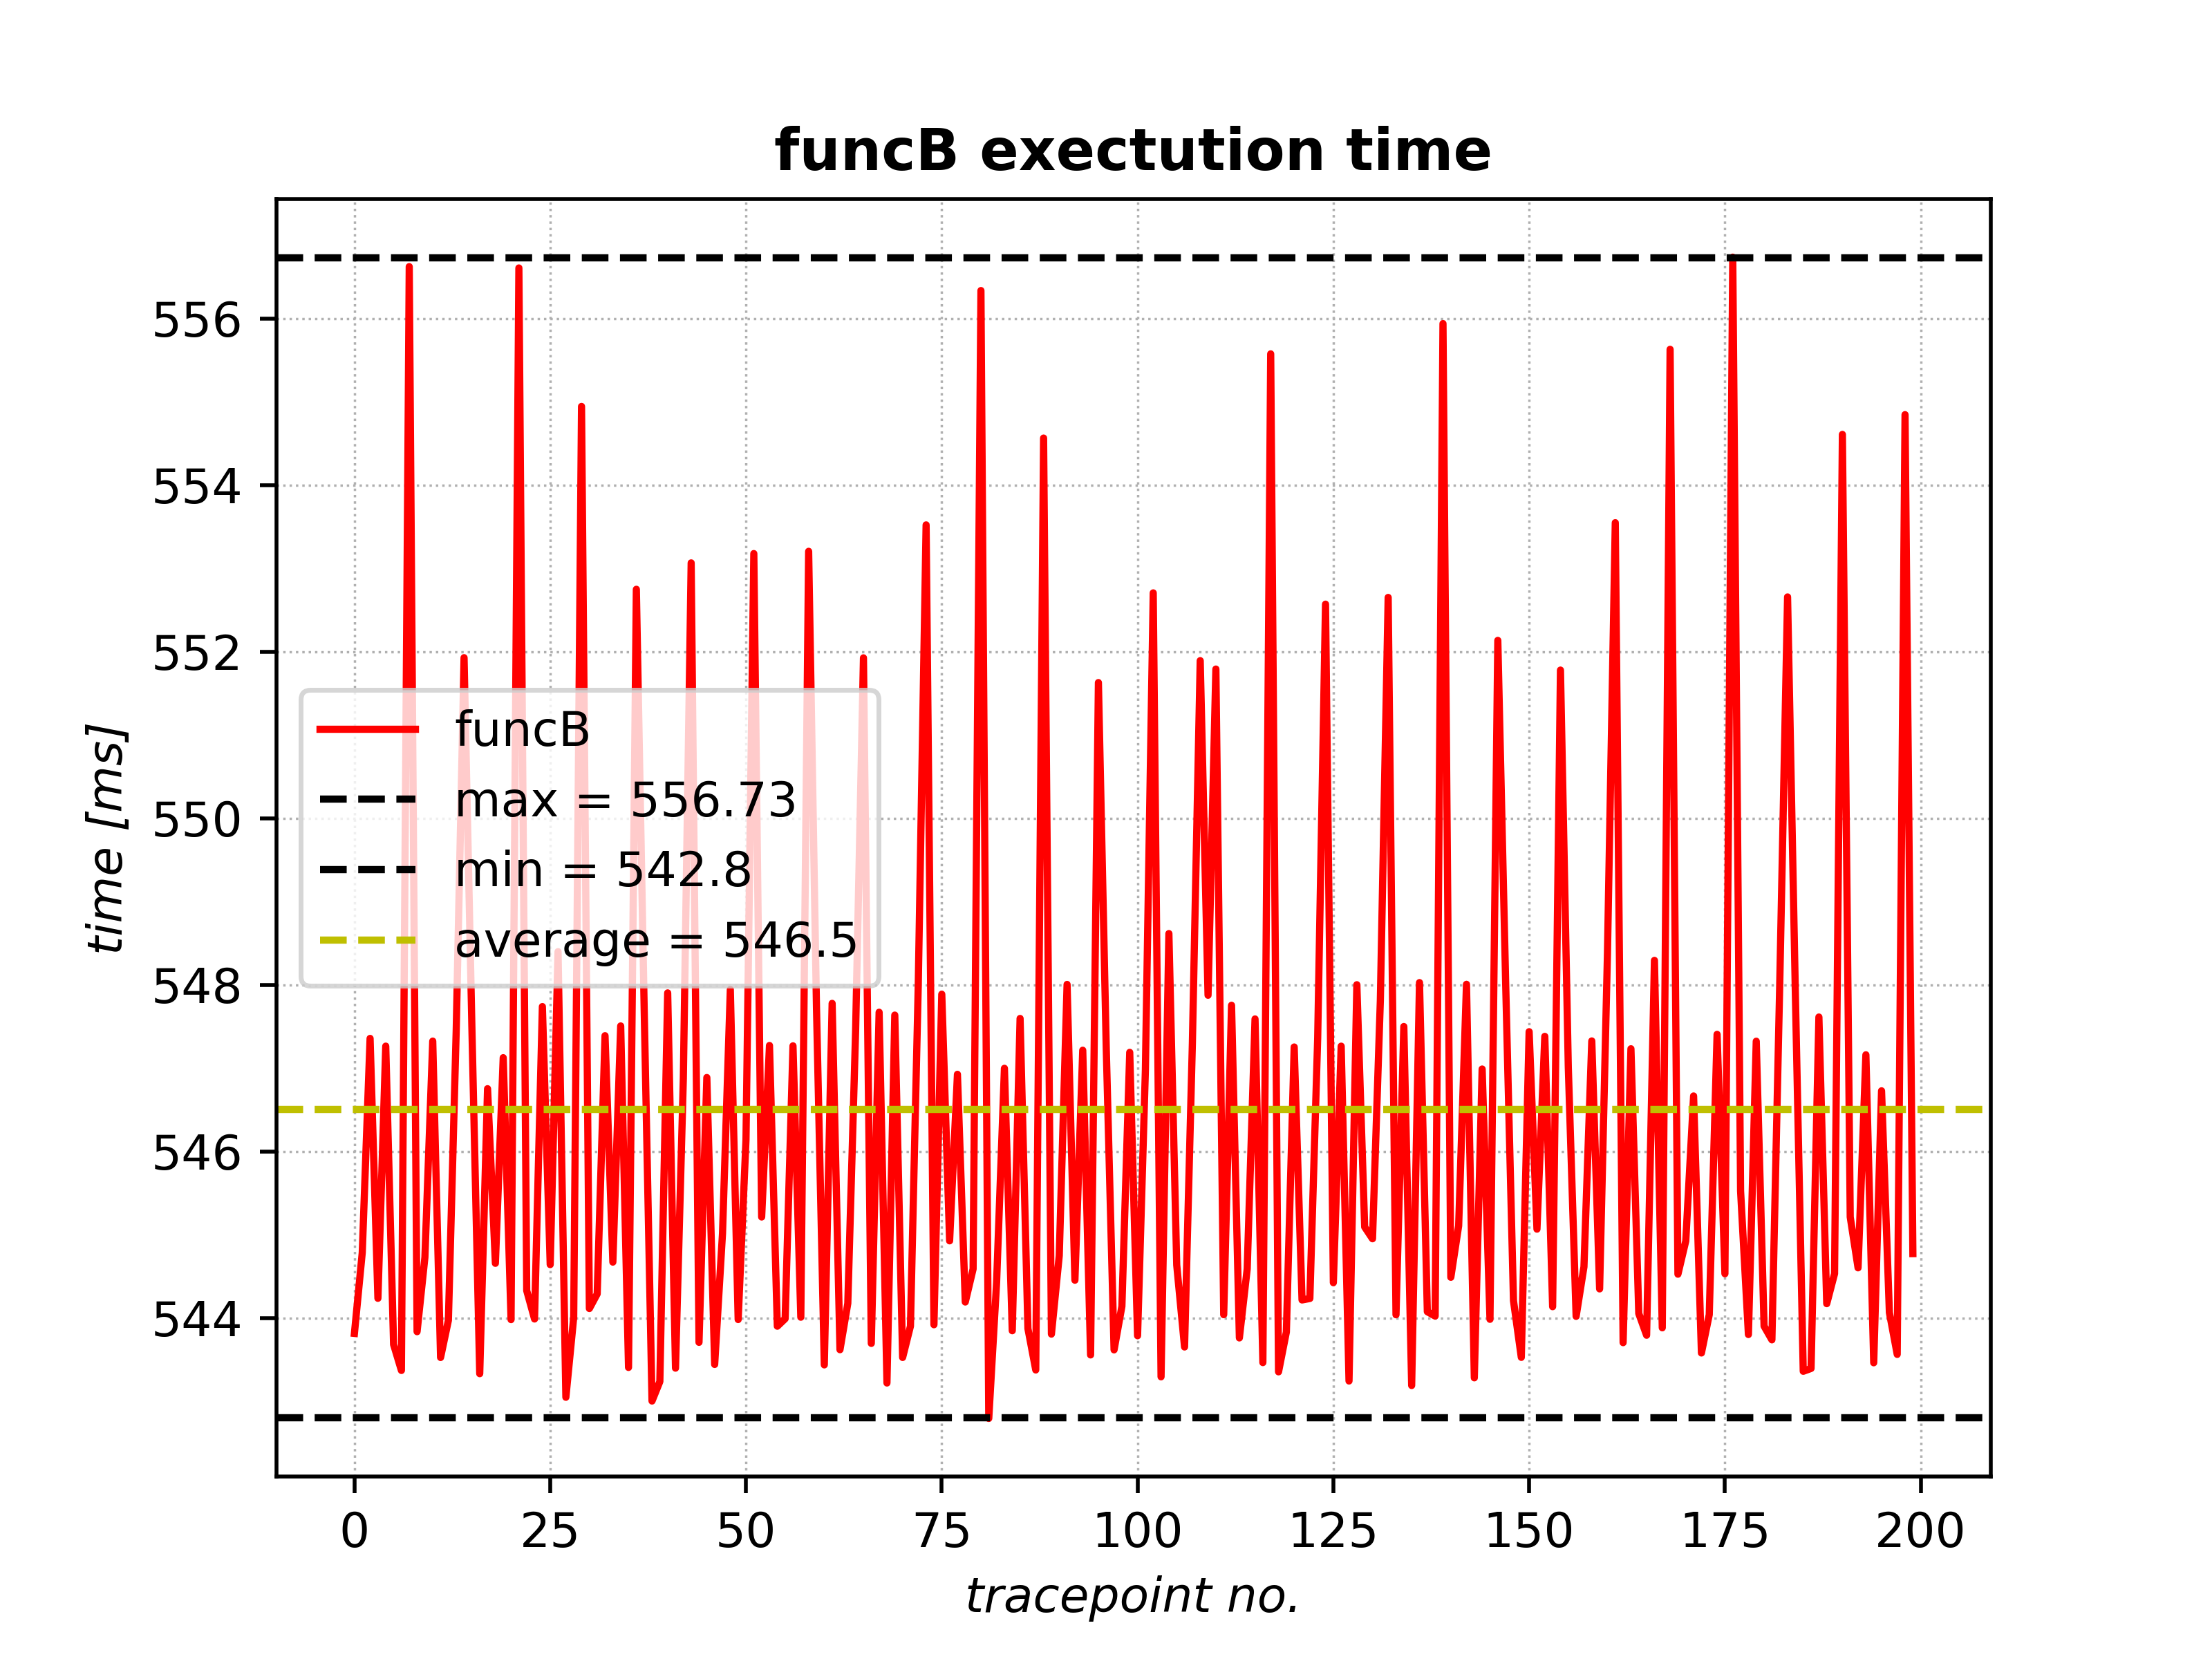 funcB exectution time
556
554
552
550
548
546
544
time [ms]
funcB
max = 556.73
min = 542.8
average = 546.5
0 25 50 75 100 125 150 175 200
tracepoint no.